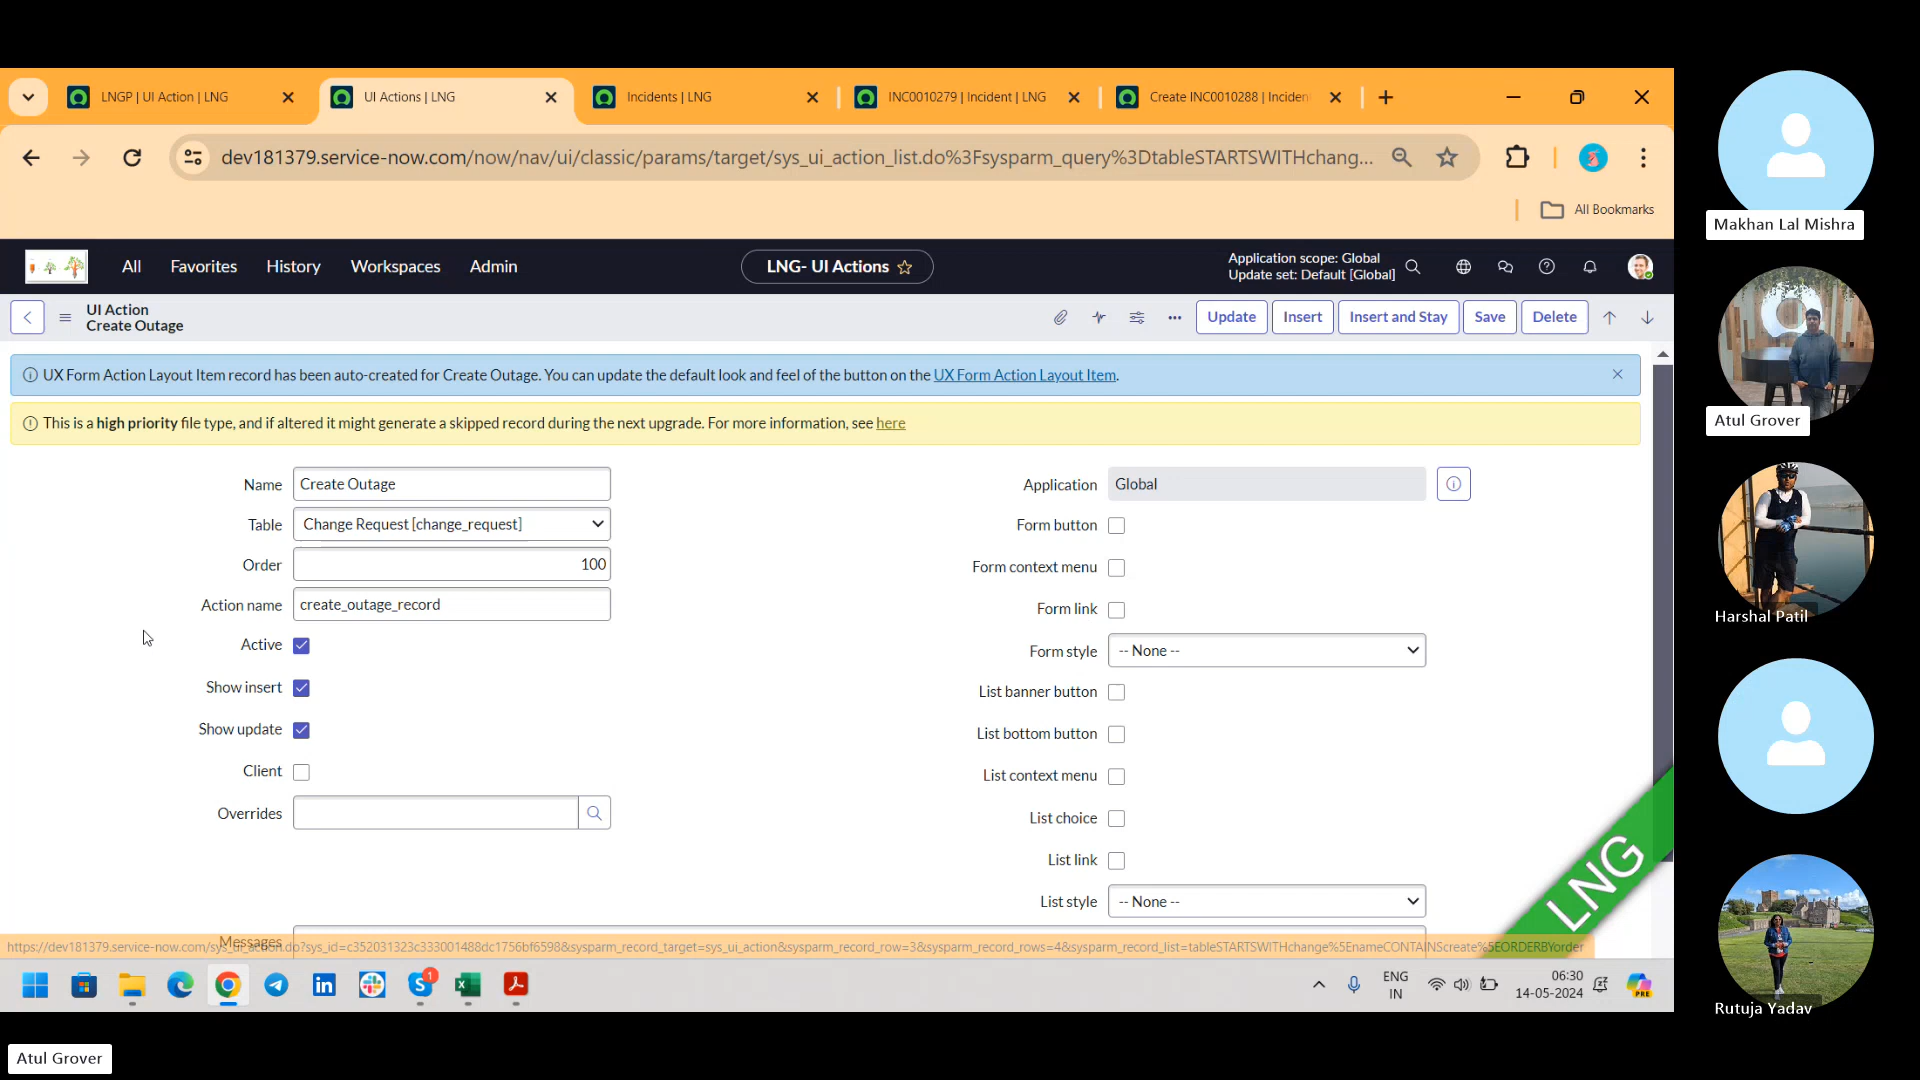 LNGP | UI Action | LNG
UI Actions | LNG
Incidents | LNG
INC0010279 | Incident | LNG
Create INC0010288 | Inciden
dev181379.service-now.com/now/nav/ui/classic/params/target/sys_ui_action_list.do%3Fsysparm_query%3DtableSTARTSWITHchang...
All Bookmarks
All
Favorites
History
Workspaces
Admin
LNG- UI Actions
Application scope: Global
Update set: Default [Global]
UI Action
Create Outage
Update
Insert
Insert and Stay
Save
Delete
UX Form Action Layout Item record has been auto-created for Create Outage. You can update the default look and feel of the button on the UX Form Action Layout Item.
This is a high priority file type, and if altered it might generate a skipped record during the next upgrade. For more information, see here
Name Create Outage
Table Change Request [change_request]
Order 100
Action name create_outage_record
Active
Show insert
Show update
Client
Overrides
Application Global
Form button
Form context menu
Form link
Form style -- None --
List banner button
List bottom button
List context menu
List choice
List link
List style -- None --
Messages
LNG
https://dev181379.service-now.com/sys_ui_action.do?sys_id=c352031323c333001488dc1756bf6598&sysparm_record_target=sys_ui_action&sysparm_record_row=3&sysparm_record_rows=4&sysparm_record_list=tableSTARTSWITHchange%5EnameCONTAINScreate%5EORDERBYorder
1
ENG
IN
06:30
14-05-2024
PRE
Makhan Lal Mishra
Atul Grover
Harshal Patil
Rutuja Yadav
Atul Grover